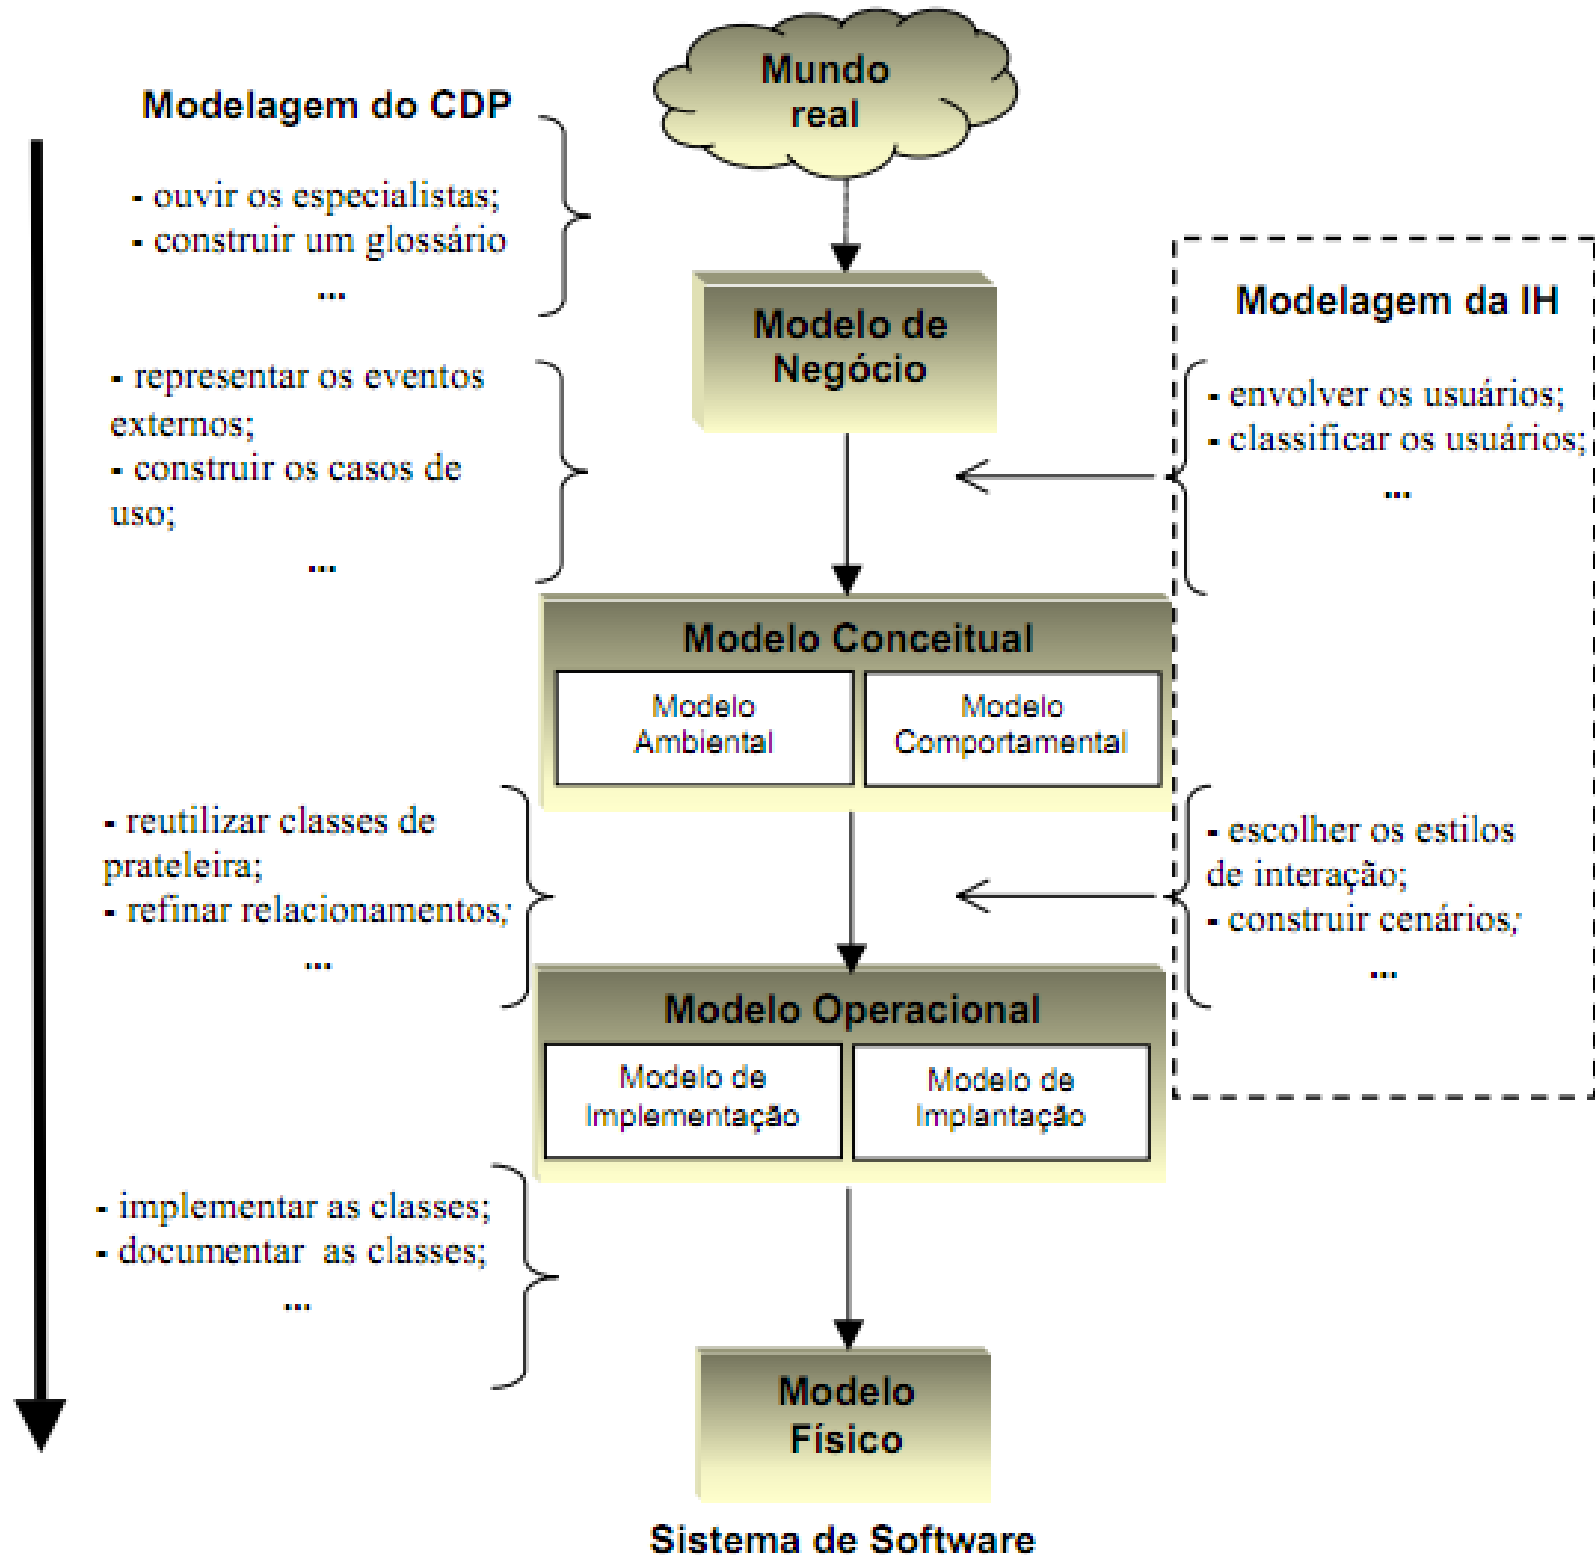 Mundo
real
Modelagem do CDP
- ouvir os especialistas;
- construir um glossário
...
Modelo de
Negócio
Modelagem da IH
- representar os eventos
externos;
- construir os casos de
uso;
...
- envolver os usuários;
- classificar os usuários;
...
Modelo Conceitual
Modelo
Ambiental
Modelo
Comportamental
- reutilizar classes de
prateleira;
- refinar relacionamentos;
...
- escolher os estilos
de interação;
- construir cenários;
...
Modelo Operacional
Modelo de
Implementação
Modelo de
Implantação
- implementar as classes;
- documentar as classes;
...
Modelo
Físico
Sistema de Software